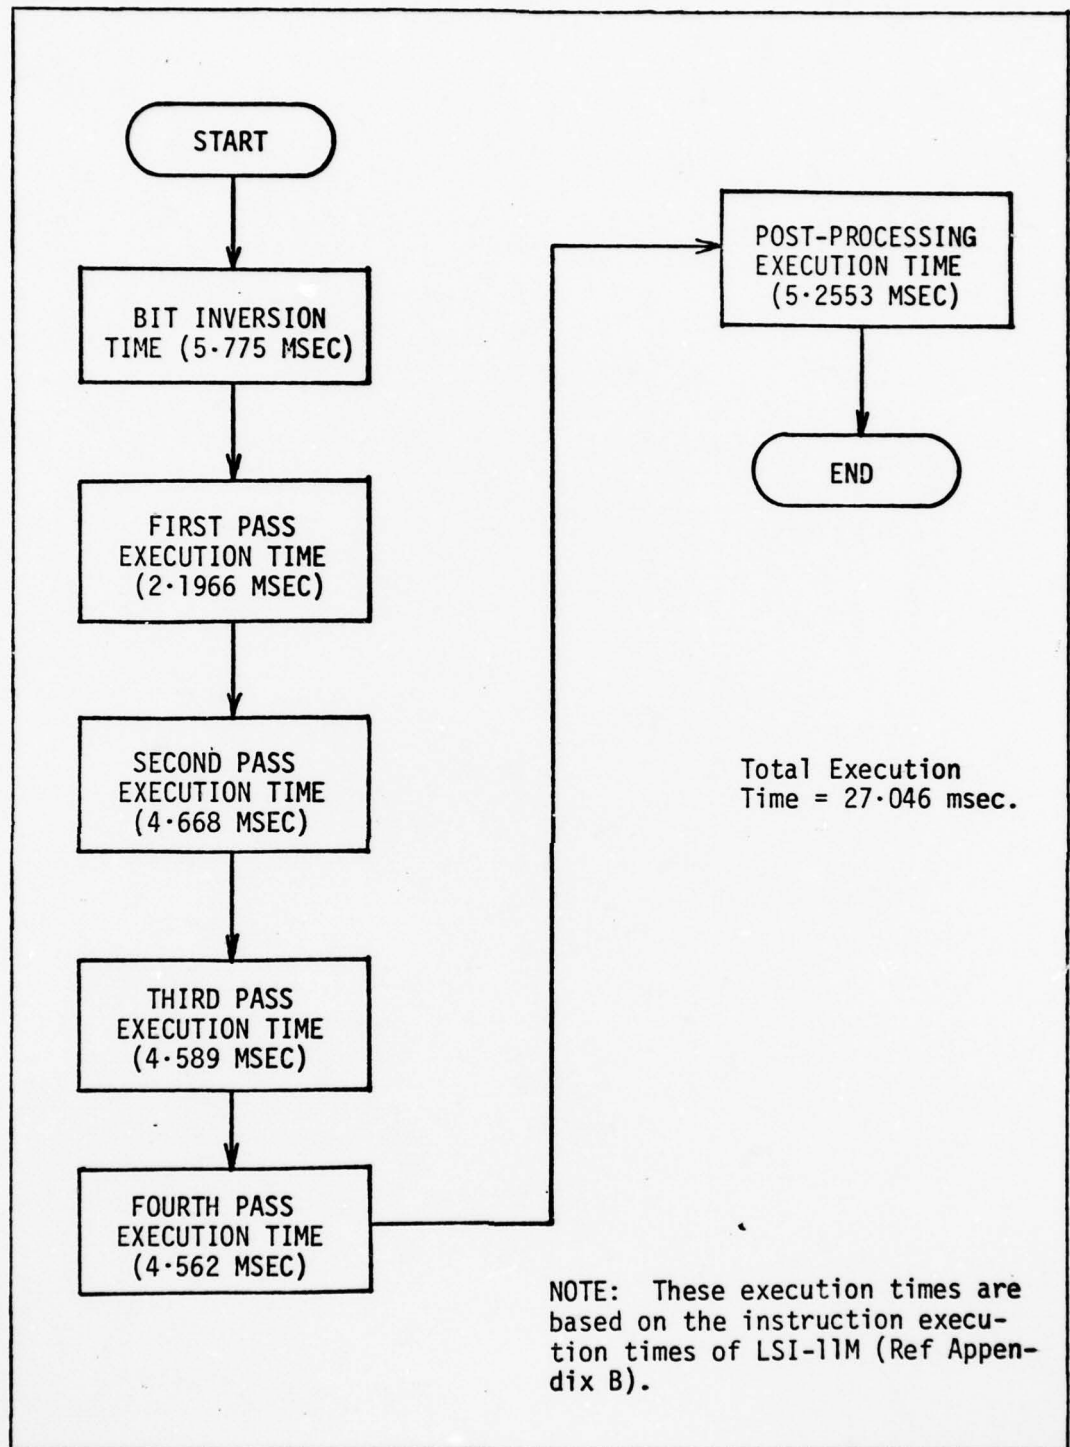 START
BIT INVERSION
TIME (5·775 MSEC)
FIRST PASS
EXECUTION TIME
(2·1966 MSEC)
SECOND PASS
EXECUTION TIME
(4·668 MSEC)
THIRD PASS
EXECUTION TIME
(4·589 MSEC)
FOURTH PASS
EXECUTION TIME
(4·562 MSEC)
POST-PROCESSING
EXECUTION TIME
(5·2553 MSEC)
END
Total Execution
Time = 27·046 msec.
NOTE: These execution times are
based on the instruction execu-
tion times of LSI-11M (Ref Appen-
dix B).